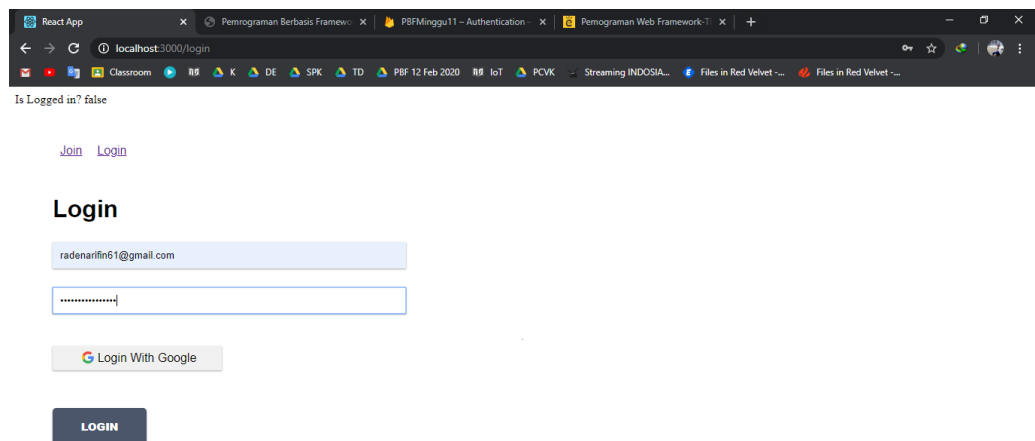 React App
Pemrograman Berbasis Framewo
PBFMinggu11 – Authentication –
Pemograman Web Framework-TI
localhost:3000/login
Classroom
K
DE
SPK
TD
PBF 12 Feb 2020
IoT
PCVK
Streaming INDOSIA...
Files in Red Velvet -...
Files in Red Velvet -...
Is Logged in? false
Join Login
Login
radenarifin61@gmail.com
Login With Google
LOGIN